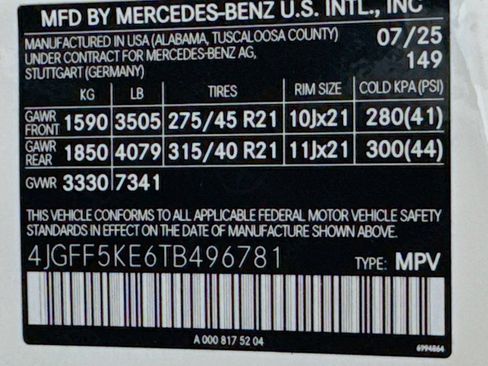 MFD BY MERCEDES-BENZ U.S. INTL., INC
MANUFACTURED IN USA (ALABAMA, TUSCALOOSA COUNTY) 07/25
UNDER CONTRACT FOR MERCEDES-BENZ AG, 149
STUTTGART (GERMANY)
KG LB TIRES RIM SIZE COLD KPA (PSI)
GAWR FRONT 1590 3505 275/45 R21 10Jx21 280(41)
GAWR REAR 1850 4079 315/40 R21 11Jx21 300(44)
GVWR 3330 7341
THIS VEHICLE CONFORMS TO ALL APPLICABLE FEDERAL MOTOR VEHICLE SAFETY
STANDARDS IN EFFECT ON THE DATE OF MANUFACTURE SHOWN ABOVE.
4JGFF5KE6TB496781 TYPE: MPV
A 000 817 52 04
6994864